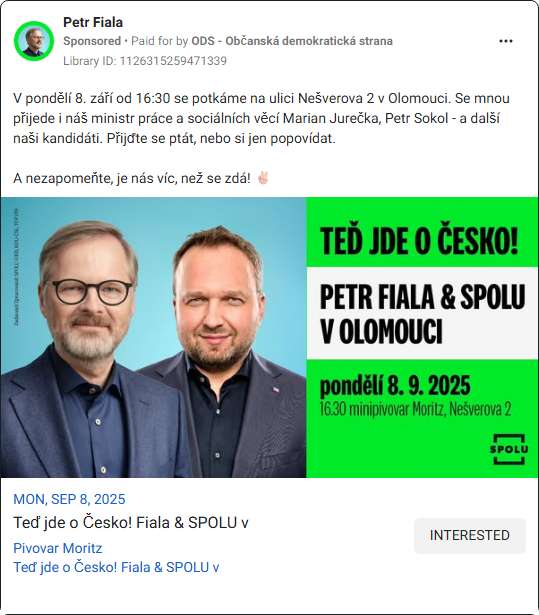 Petr Fiala
Sponsored • Paid for by ODS - Občanská demokratická strana
Library ID: 1126315259471339
V pondělí 8. září od 16:30 se potkáme na ulici Nešverova 2 v Olomouci. Se mnou
přijede i náš ministr práce a sociálních věcí Marian Jurečka, Petr Sokol - a další
naši kandidáti. Přijďte se ptát, nebo si jen popovídat.
A nezapomeňte, je nás víc, než se zdá! ✌🏻
TEĎ JDE O ČESKO!
PETR FIALA & SPOLU
V OLOMOUCI
pondělí 8. 9. 2025
16.30 minipivovar Moritz, Nešverova 2
SPOLU
MON, SEP 8, 2025
Teď jde o Česko! Fiala & SPOLU v
INTERESTED
Pivovar Moritz
Teď jde o Česko! Fiala & SPOLU v